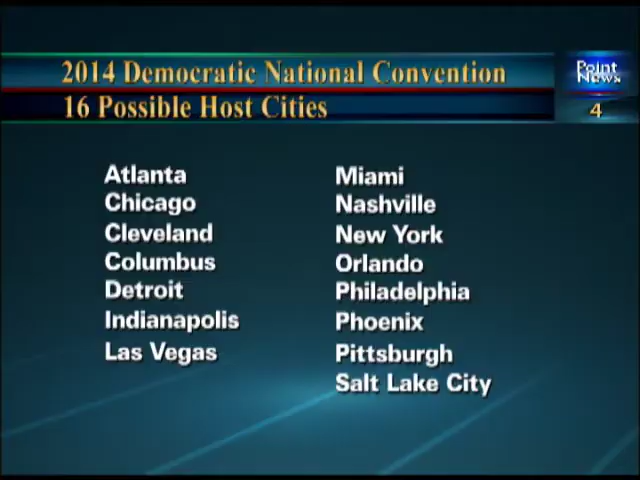 2014 Democratic National Convention
16 Possible Host Cities
Point
News
4
Atlanta
Chicago
Cleveland
Columbus
Detroit
Indianapolis
Las Vegas
Miami
Nashville
New York
Orlando
Philadelphia
Phoenix
Pittsburgh
Salt Lake City